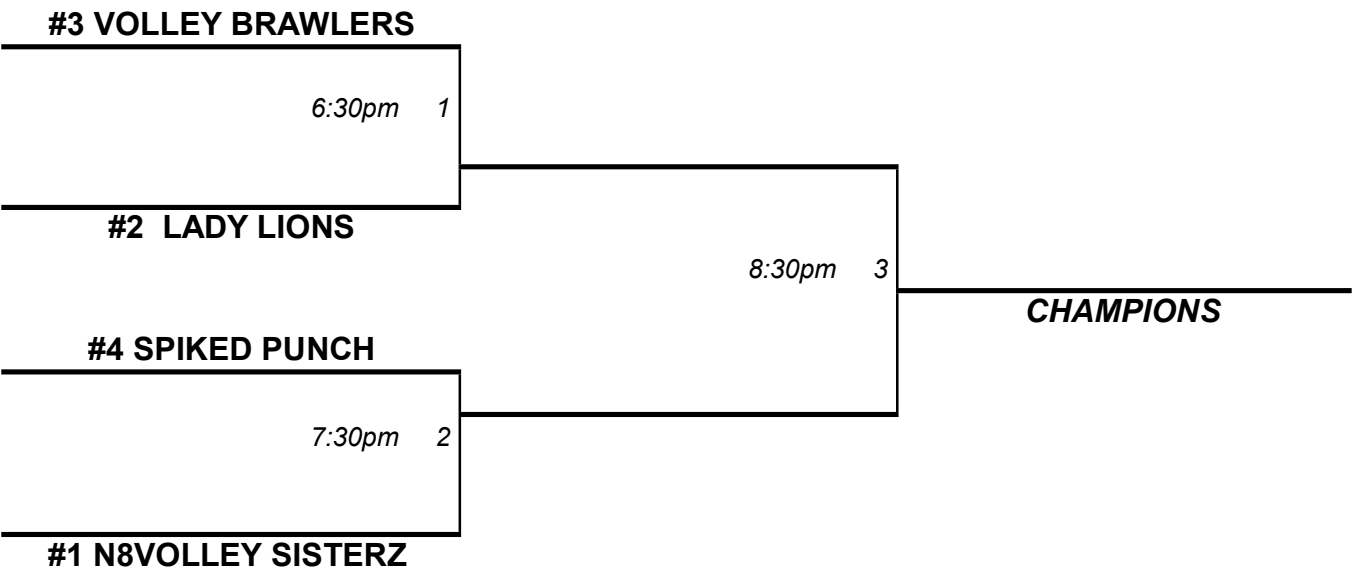 #3 VOLLEY BRAWLERS
6:30pm 1
#2 LADY LIONS
8:30pm 3
CHAMPIONS
#4 SPIKED PUNCH
7:30pm 2
#1 N8VOLLEY SISTERZ